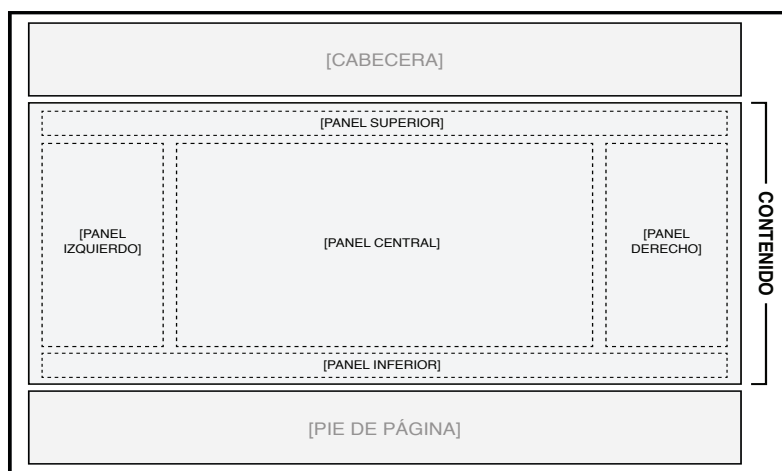 [CABECERA]
[PANEL SUPERIOR]
[PANEL
IZQUIERDO]
[PANEL CENTRAL]
[PANEL
DERECHO]
CONTENIDO
[PANEL INFERIOR]
[PIE DE PÁGINA]